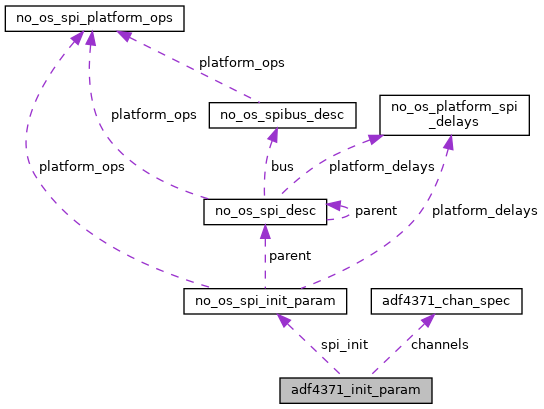 no_os_spi_platform_ops
platform_ops
no_os_platform_spi
_delays
no_os_spibus_desc
platform_ops
bus
platform_delays
platform_ops
no_os_spi_desc
parent
platform_delays
parent
no_os_spi_init_param
adf4371_chan_spec
spi_init
channels
adf4371_init_param